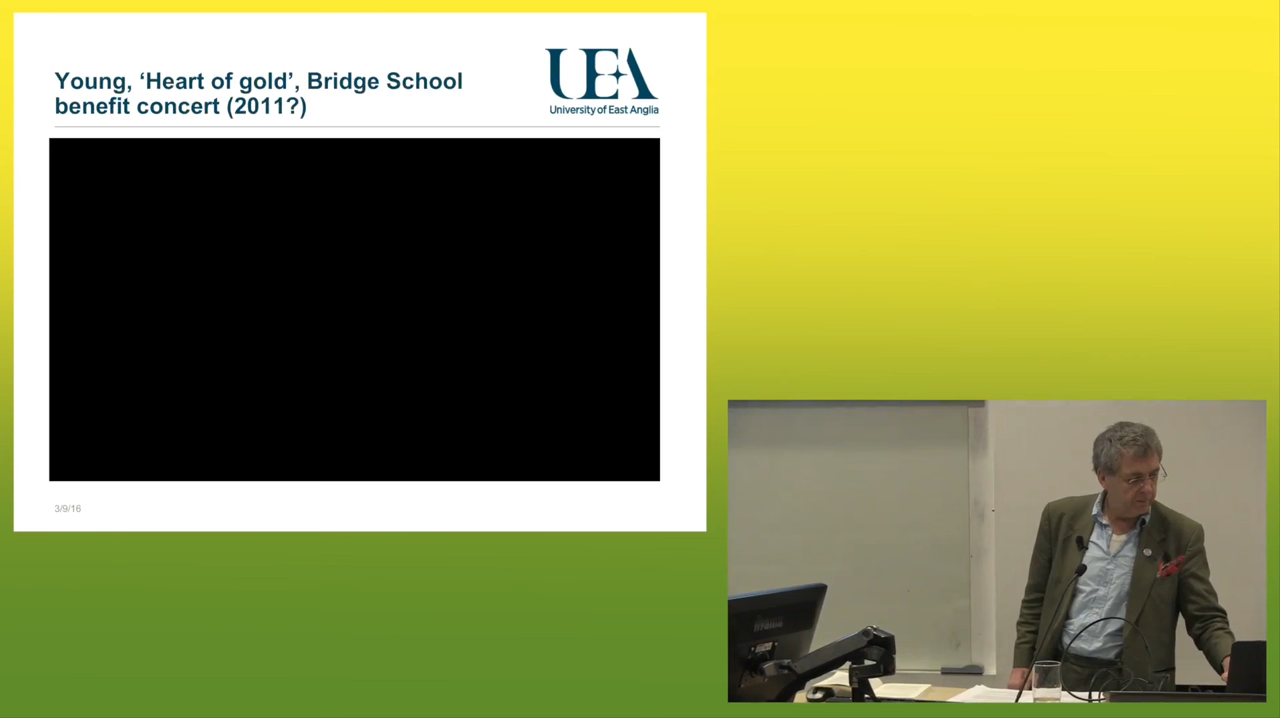 Young, ‘Heart of gold’, Bridge School
benefit concert (2011?)
UEA
University of East Anglia
3/9/16